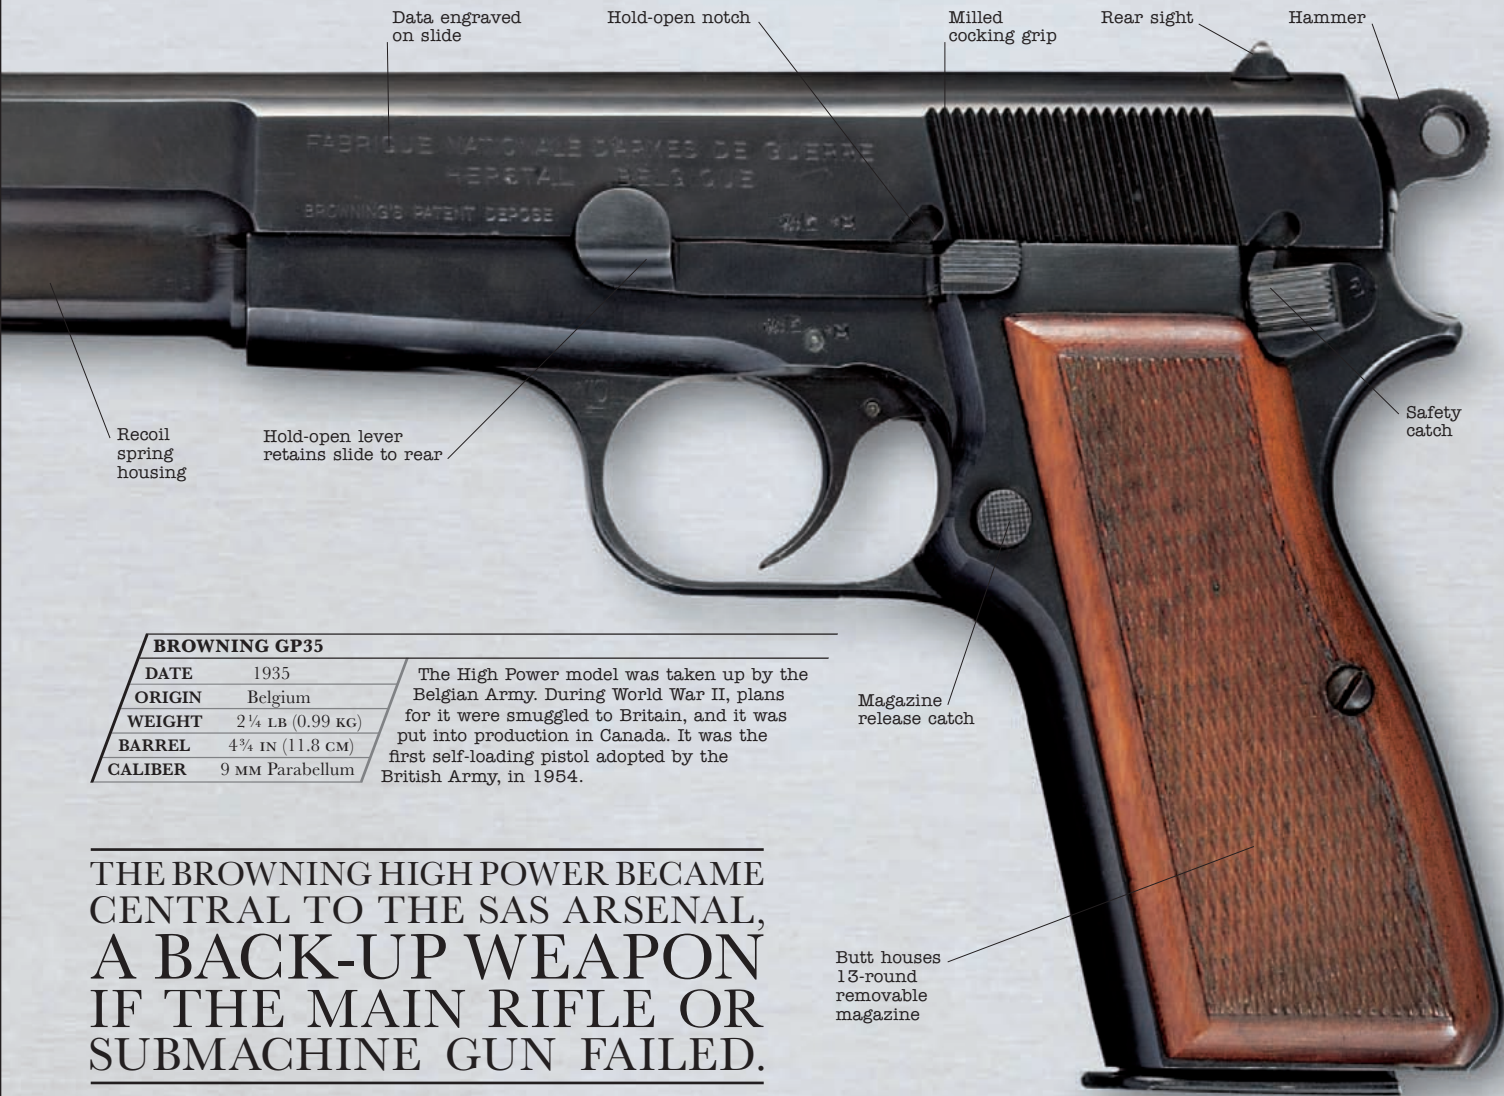 Data engraved
on slide
Hold-open notch
Milled
cocking grip
Rear sight
Hammer
FABRIQUE NATIONALE D'ARMES DE GUERRE
HERSTAL BELGIQUE
BROWNING'S PATENT DEPOSE
Recoil
spring
housing
Hold-open lever
retains slide to rear
Safety
catch
BROWNING GP35
DATE 1935
ORIGIN Belgium
WEIGHT 2¼ LB (0.99 KG)
BARREL 4¾ IN (11.8 CM)
CALIBER 9 MM Parabellum
The High Power model was taken up by the
Belgian Army. During World War II, plans
for it were smuggled to Britain, and it was
put into production in Canada. It was the
first self-loading pistol adopted by the
British Army, in 1954.
Magazine
release catch
THE BROWNING HIGH POWER BECAME
CENTRAL TO THE SAS ARSENAL,
A BACK-UP WEAPON
IF THE MAIN RIFLE OR
SUBMACHINE GUN FAILED.
Butt houses
13-round
removable
magazine